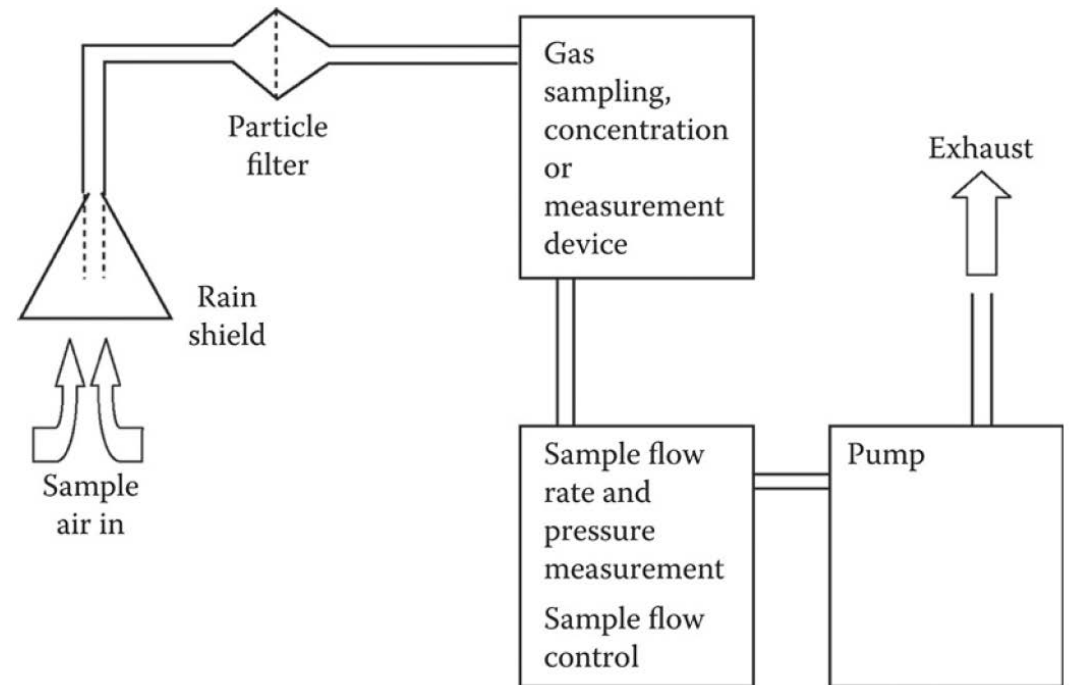 Particle
filter
Gas
sampling,
concentration
or
measurement
device
Exhaust
Rain
shield
Sample
air in
Sample flow
rate and
pressure
measurement
Sample flow
control
Pump